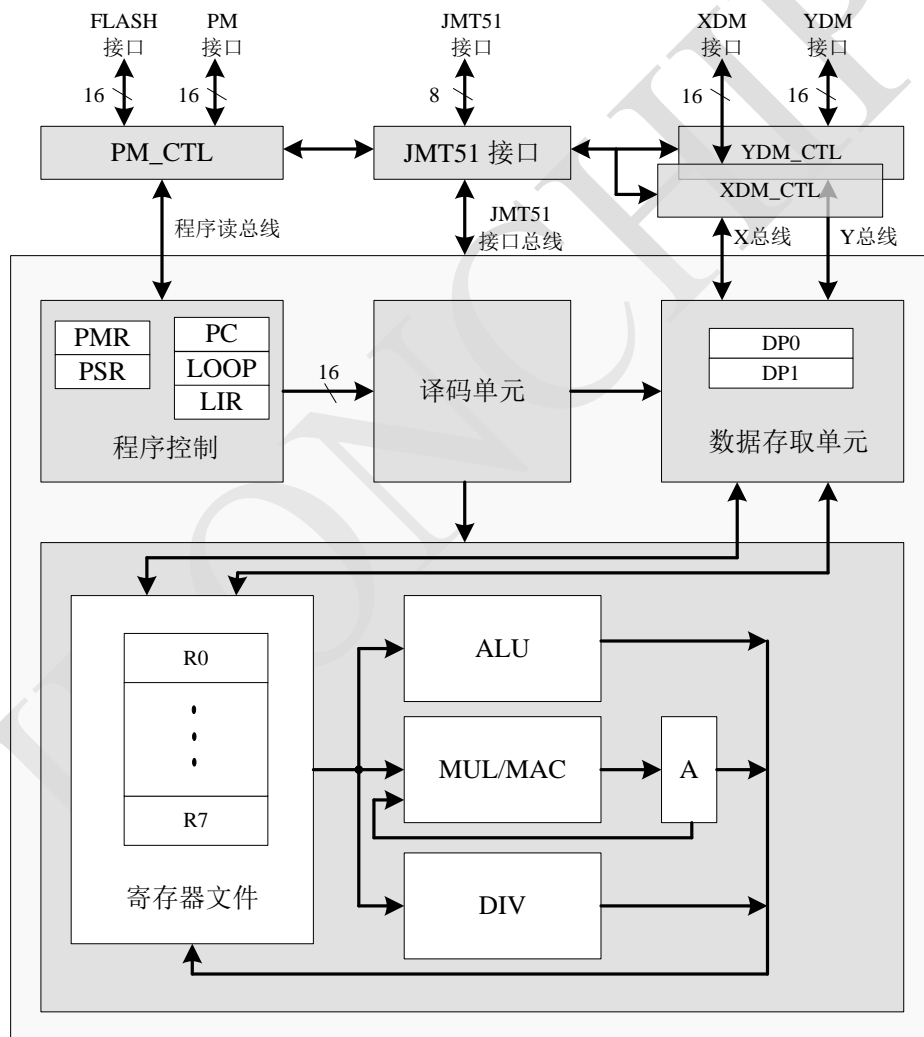 FLASH
接口
PM
接口
JMT51
接口
XDM
接口
YDM
接口
16
16
8
16
16
PM_CTL
JMT51 接口
YDM_CTL
XDM_CTL
程序读总线
JMT51
接口总线
X总线
Y总线
PMR
PSR
PC
LOOP
LIR
程序控制
16
译码单元
DP0
DP1
数据存取单元
R0
R7
寄存器文件
ALU
MUL/MAC
A
DIV